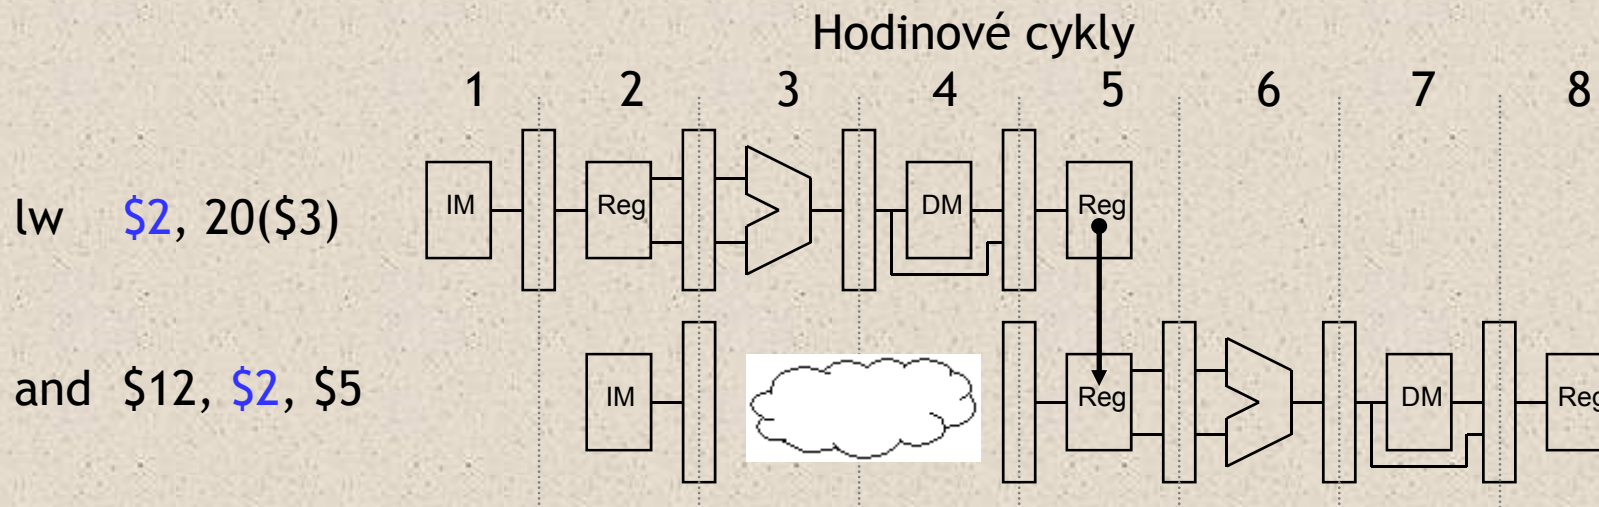 Hodinové cykly
1 2 3 4 5 6 7 8
lw $2, 20($3)
IM Reg DM Reg
and $12, $2, $5
IM Reg DM Reg